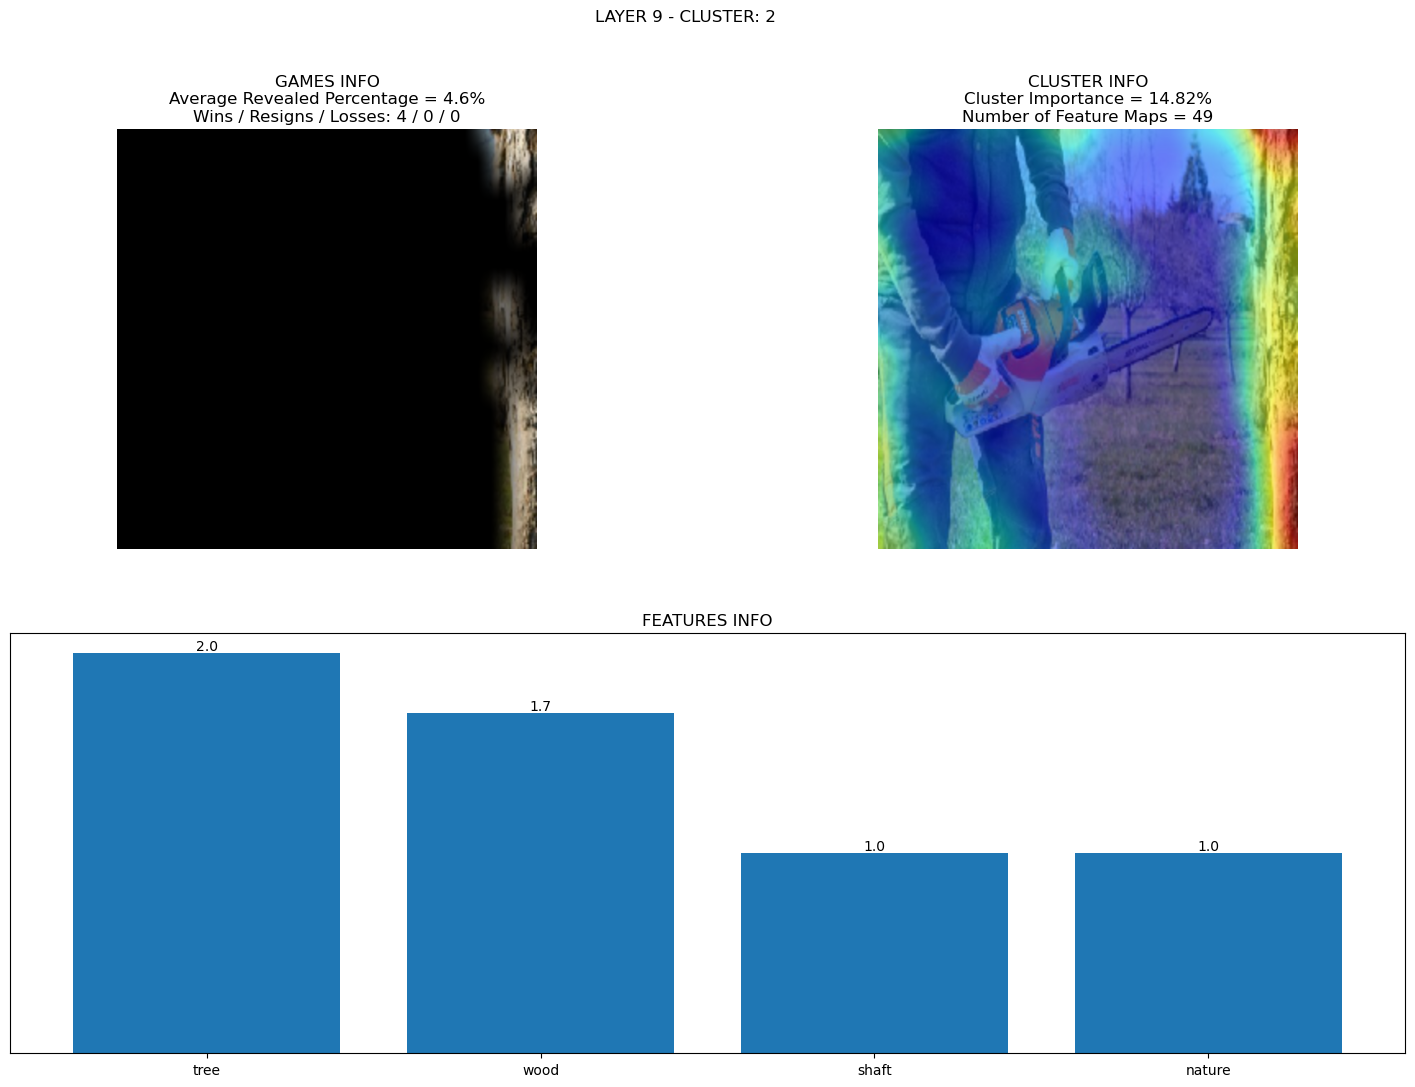 LAYER 9 - CLUSTER: 2
GAMES INFO
Average Revealed Percentage = 4.6%
Wins / Resigns / Losses: 4 / 0 / 0
CLUSTER INFO
Cluster Importance = 14.82%
Number of Feature Maps = 49
FEATURES INFO
2.0
1.7
1.0
1.0
tree
wood
shaft
nature